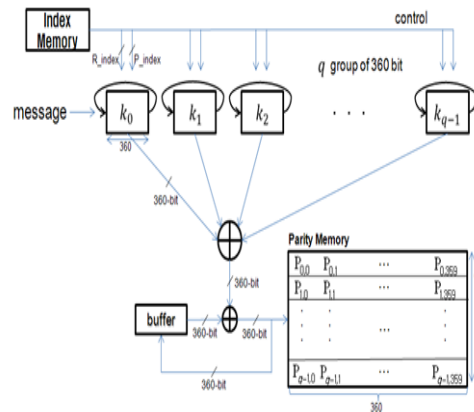 Index
Memory
control
R_index
P_index
q group of 360 bit
message
k0
k1
k2
. . .
kq−1
360
360-bit
360-bit
Parity Memory
P0,0 P0,1 ... P0,359
P1,0 P1,1 ... P1,359
: : ... :
Pq−1,0 Pq−1,1 ... Pq−1,359
buffer
360-bit
360-bit
360-bit
360